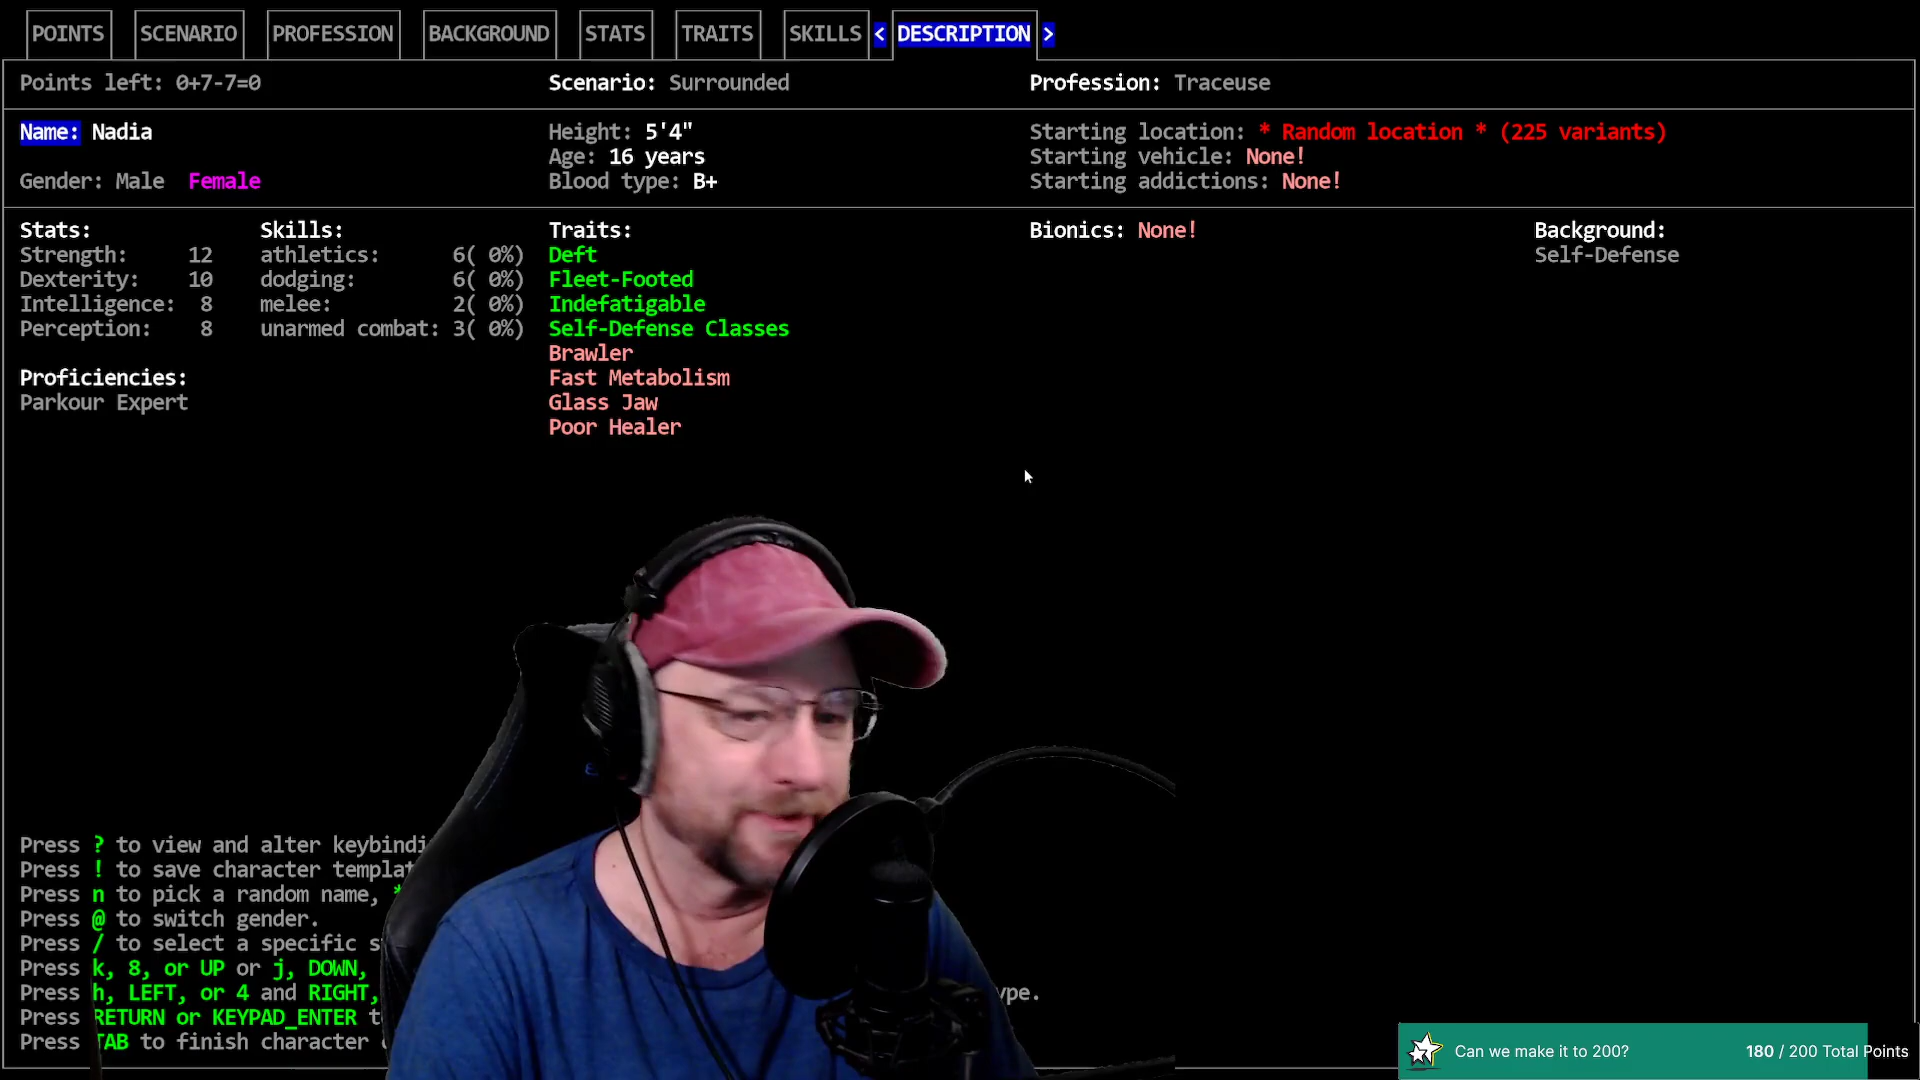 POINTS SCENARIO PROFESSION BACKGROUND STATS TRAITS SKILLS < DESCRIPTION >
Points left: 0+7-7=0 Scenario: Surrounded Profession: Traceuse
Name: Nadia Height: 5'4" Starting location: * Random location * (225 variants)
Age: 16 years Starting vehicle: None!
Gender: Male Female Blood type: B+ Starting addictions: None!
Stats: Skills: Traits: Bionics: None! Background:
Strength: 12 athletics: 6( 0%) Deft Self-Defense
Dexterity: 10 dodging: 6( 0%) Fleet-Footed
Intelligence: 8 melee: 2( 0%) Indefatigable
Perception: 8 unarmed combat: 3( 0%) Self-Defense Classes
Brawler
Proficiencies: Fast Metabolism
Parkour Expert Glass Jaw
Poor Healer
Press ? to view and alter keybindi
Press ! to save character templat
Press n to pick a random name, *
Press @ to switch gender.
Press / to select a specific
Press k, 8, or UP or j, DOWN,
Press h, LEFT, or 4 and RIGHT, ype.
Press RETURN or KEYPAD_ENTER t
Press TAB to finish character
Can we make it to 200? 180 / 200 Total Points